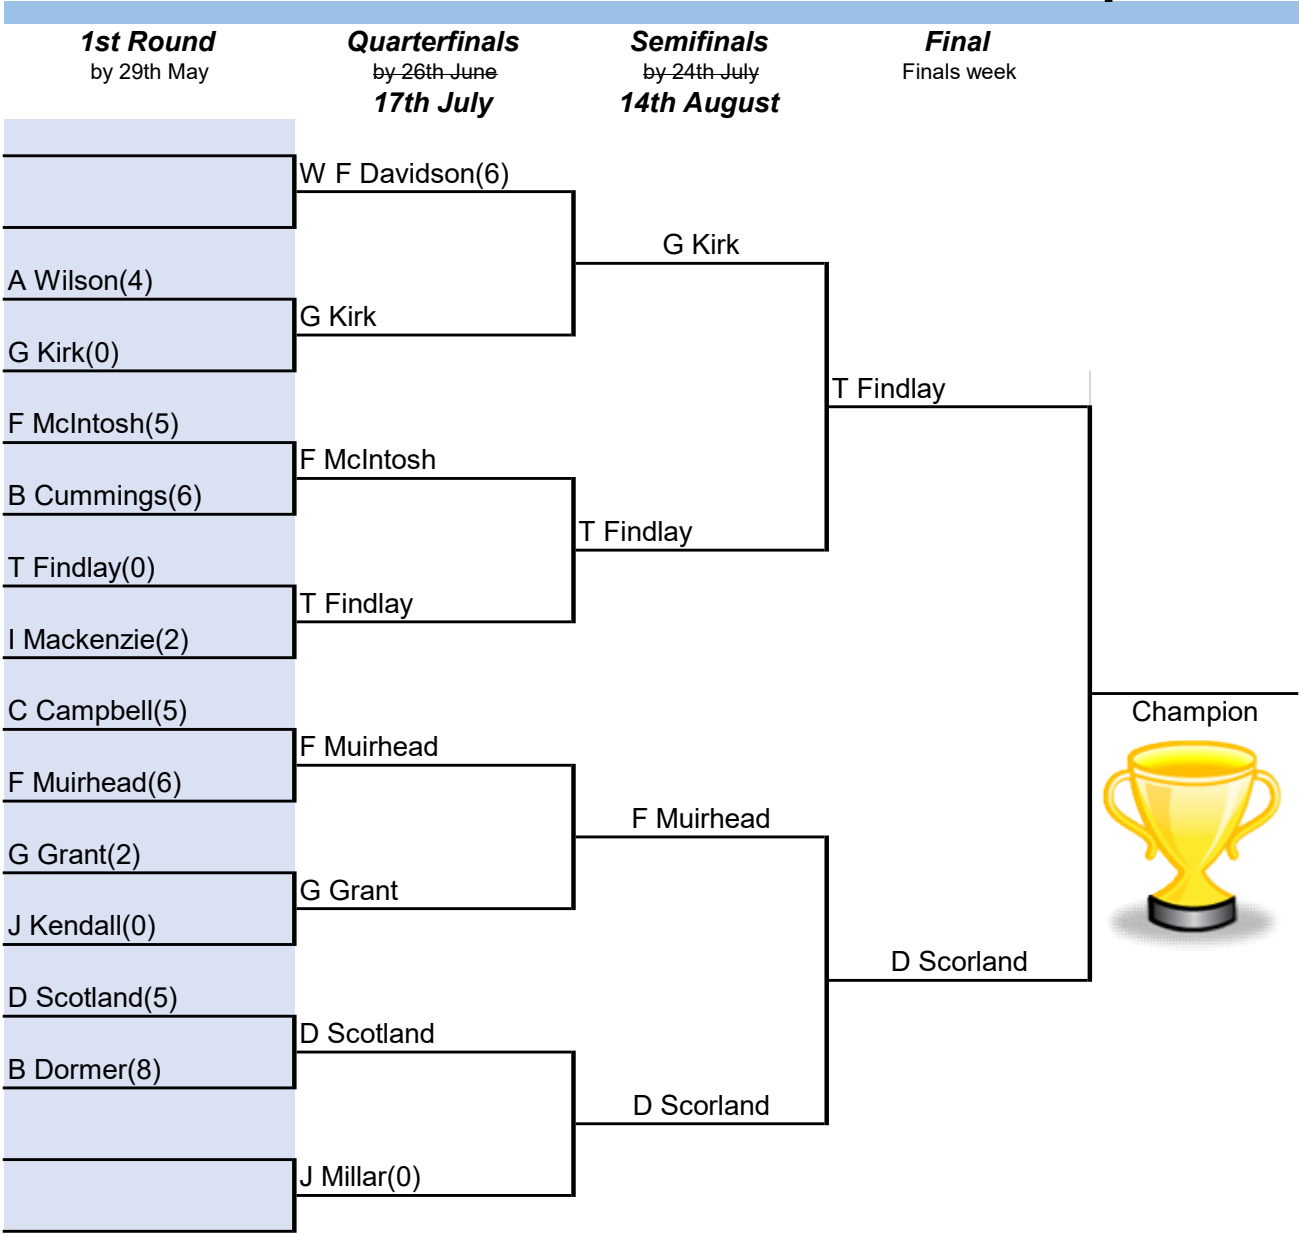 1st Round
by 29th May
Quarterfinals
by 26th June
17th July
Semifinals
by 24th July
14th August
Final
Finals week
W F Davidson(6)
G Kirk
A Wilson(4)
G Kirk
G Kirk(0)
T Findlay
F McIntosh(5)
F McIntosh
B Cummings(6)
T Findlay
T Findlay(0)
T Findlay
I Mackenzie(2)
C Campbell(5)
Champion
F Muirhead
F Muirhead(6)
F Muirhead
G Grant(2)
G Grant
J Kendall(0)
D Scorland
D Scotland(5)
D Scotland
B Dormer(8)
D Scorland
J Millar(0)